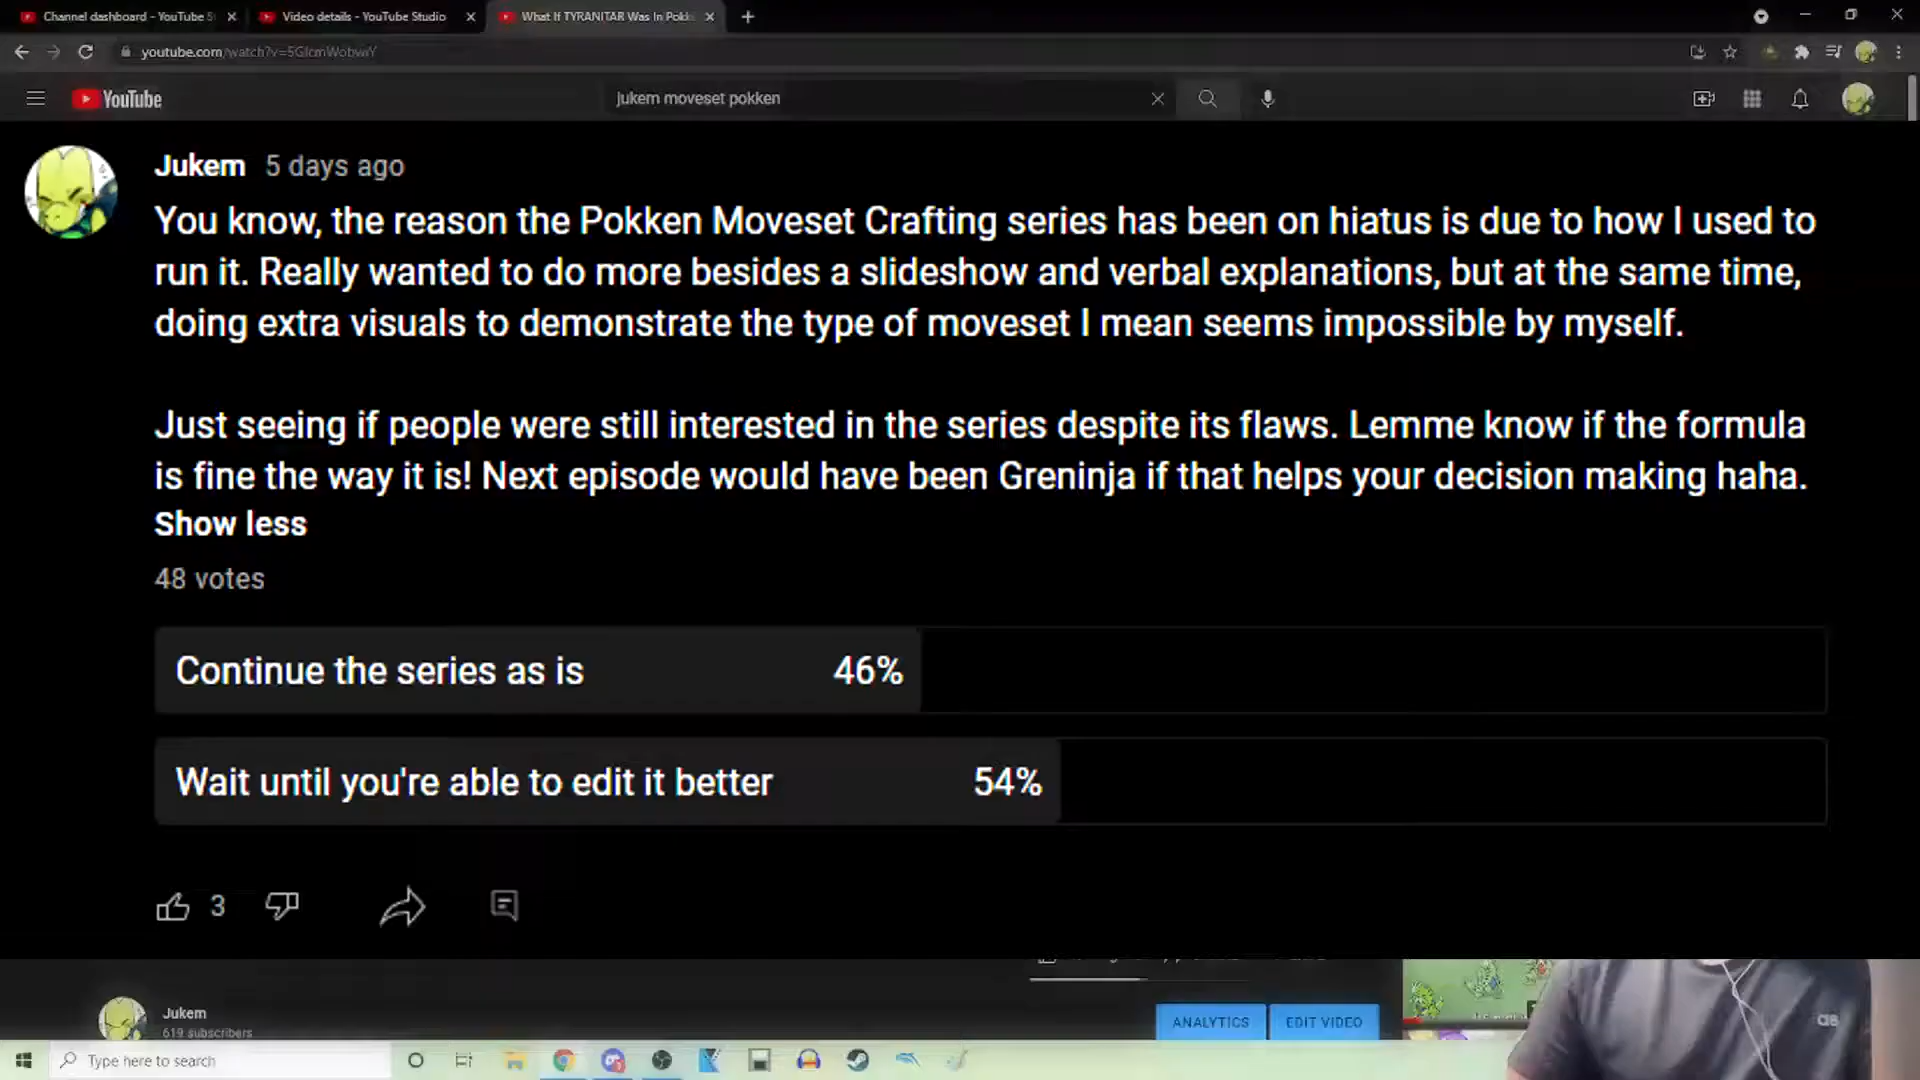 Channel dashboard - YouTube S
Video details - YouTube Studio
What If TYRANITAR Was In Pokk
youtube.com/watch?v=5GlcmWobwiY
YouTube
jukem moveset pokken
Jukem 5 days ago
You know, the reason the Pokken Moveset Crafting series has been on hiatus is due to how I used to
run it. Really wanted to do more besides a slideshow and verbal explanations, but at the same time,
doing extra visuals to demonstrate the type of moveset I mean seems impossible by myself.
Just seeing if people were still interested in the series despite its flaws. Lemme know if the formula
is fine the way it is! Next episode would have been Greninja if that helps your decision making haha.
Show less
48 votes
Continue the series as is 46%
Wait until you're able to edit it better 54%
3
Jukem
619 subscribers
ANALYTICS
EDIT VIDEO
Type here to search